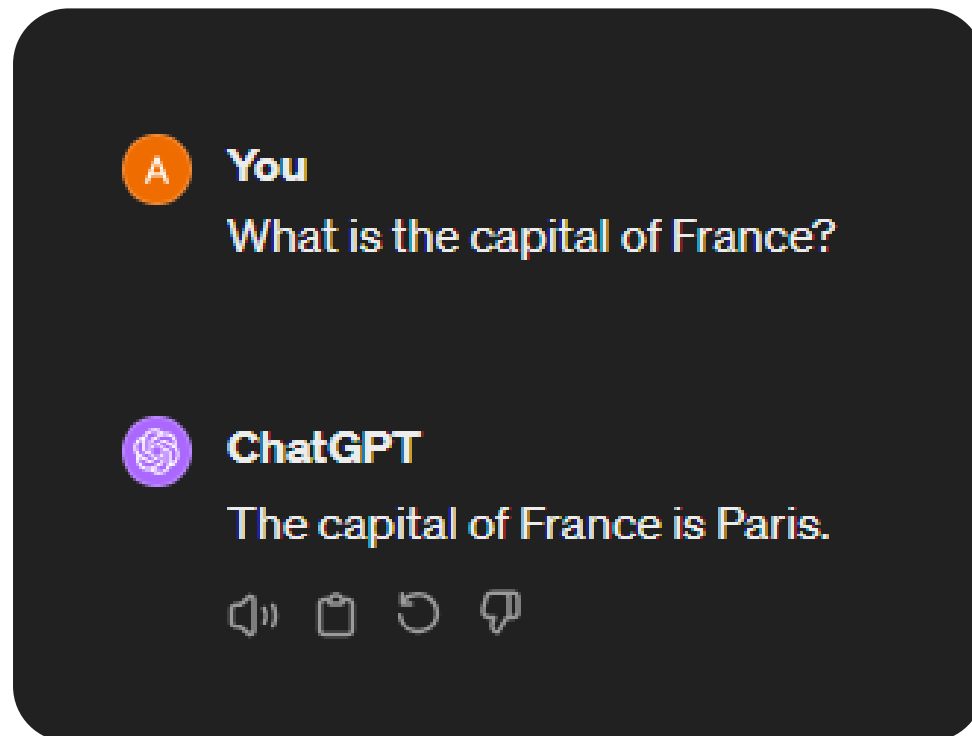 A
You
What is the capital of France?
ChatGPT
The capital of France is Paris.